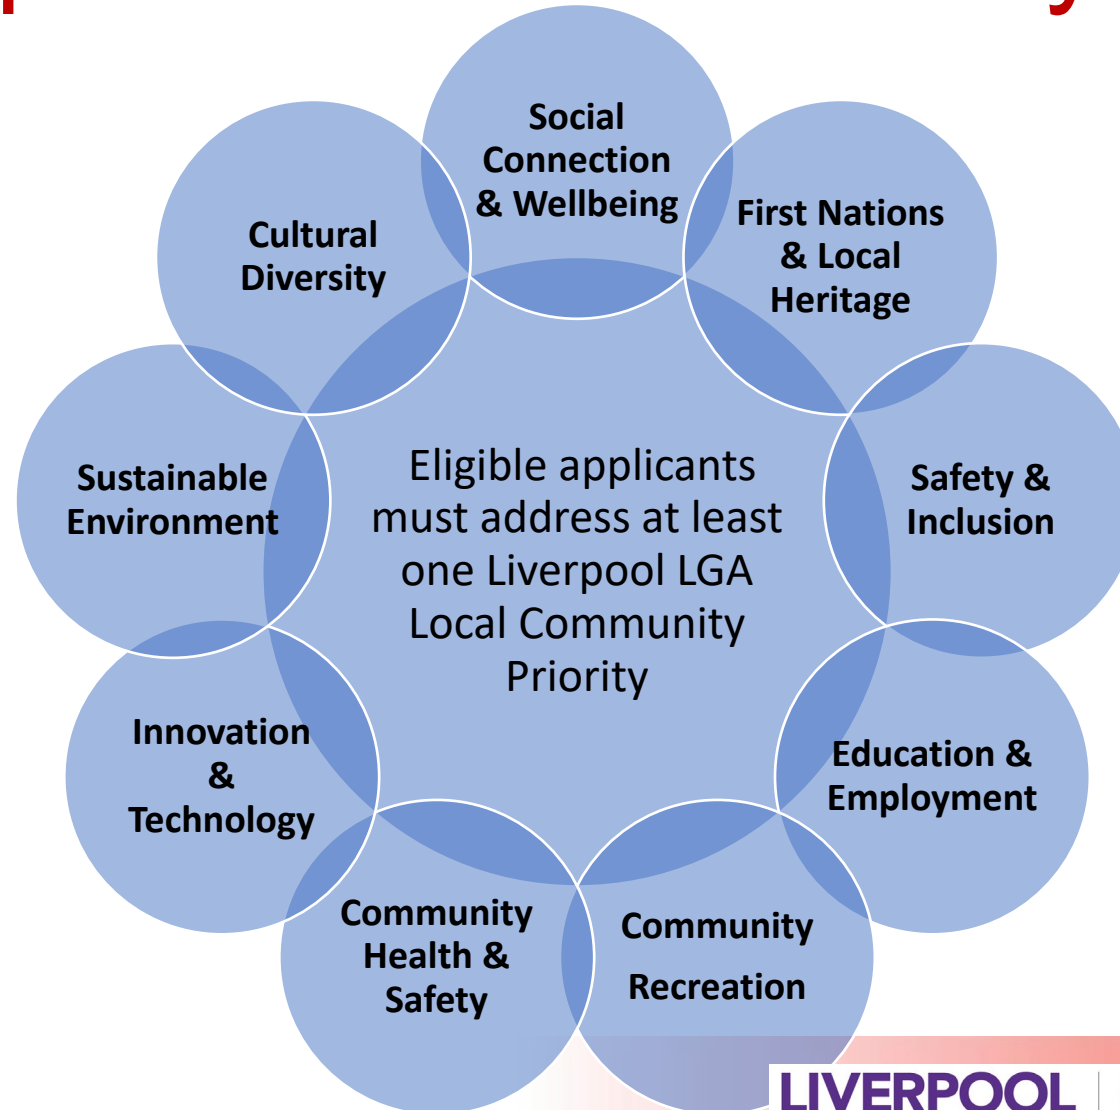 Social
Connection
& Wellbeing
First Nations
& Local
Heritage
Safety &
Inclusion
Education &
Employment
Community
Recreation
Community
Health &
Safety
Innovation
&
Technology
Sustainable
Environment
Cultural
Diversity
Eligible applicants
must address at least
one Liverpool LGA
Local Community
Priority
LIVERPOOL